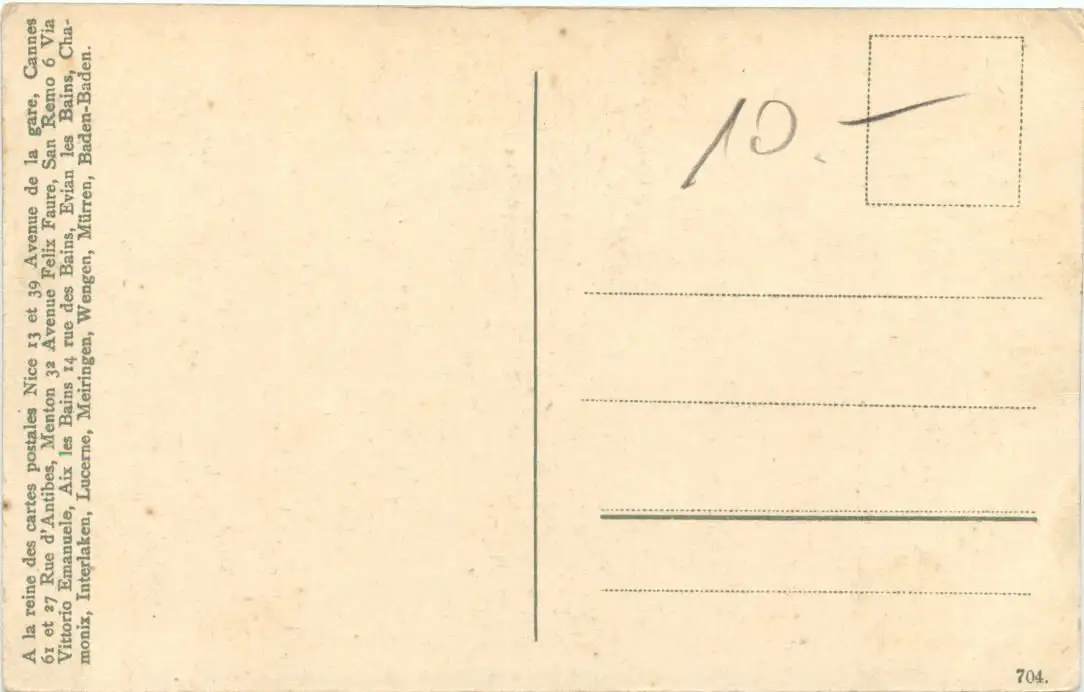 A la reine des cartes postales Nice 13 et 39 Avenue de la gare, Cannes
61 et 27 Rue d'Antibes, Menton 32 Avenue Felix Faure, San Remo 6 Via
Vittorio Emanuele, Aix les Bains 14 rue des Bains, Evian les Bains, Cha-
monix, Interlaken, Lucerne, Meiringen, Wengen, Mürren, Baden-Baden.
10.—
704.